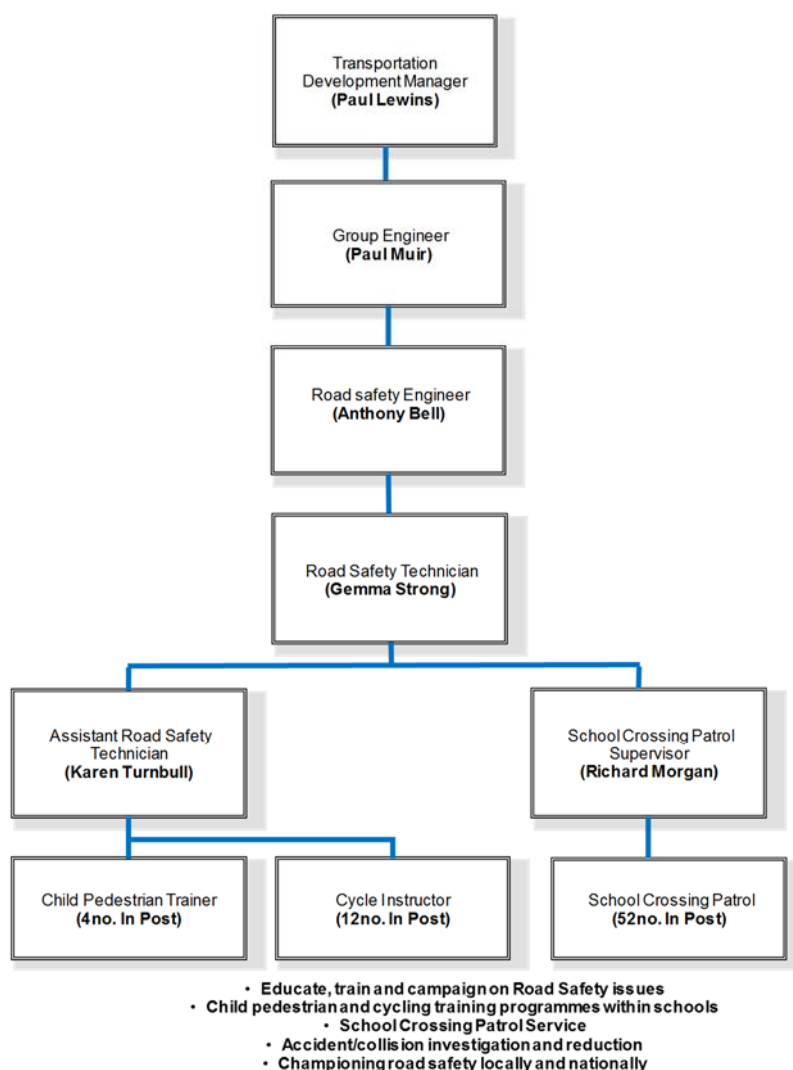 Transportation
Development Manager
(Paul Lewins)
Group Engineer
(Paul Muir)
Road safety Engineer
(Anthony Bell)
Road Safety Technician
(Gemma Strong)
Assistant Road Safety
Technician
(Karen Turnbull)
School Crossing Patrol
Supervisor
(Richard Morgan)
Child Pedestrian Trainer
(4no. In Post)
Cycle Instructor
(12no. In Post)
School Crossing Patrol
(52no. In Post)
• Educate, train and campaign on Road Safety issues
• Child pedestrian and cycling training programmes within schools
• School Crossing Patrol Service
• Accident/collision investigation and reduction
• Championing road safety locally and nationally